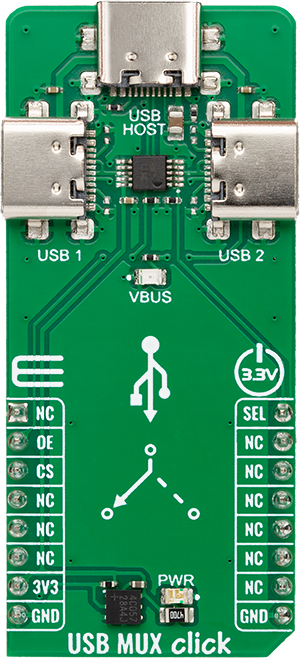 USB
HOST
USB 1
USB 2
VBUS
3.3V
NC SEL
OE NC
CS NC
NC NC
NC NC
NC NC
3V3 NC
GND GND
PWR
USB MUX click